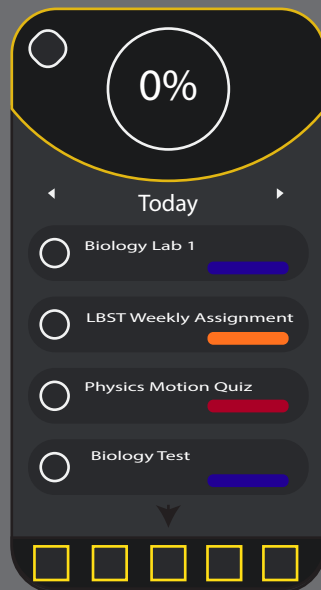 0%
Today
Biology Lab 1
LBST Weekly Assignment
Physics Motion Quiz
Biology Test